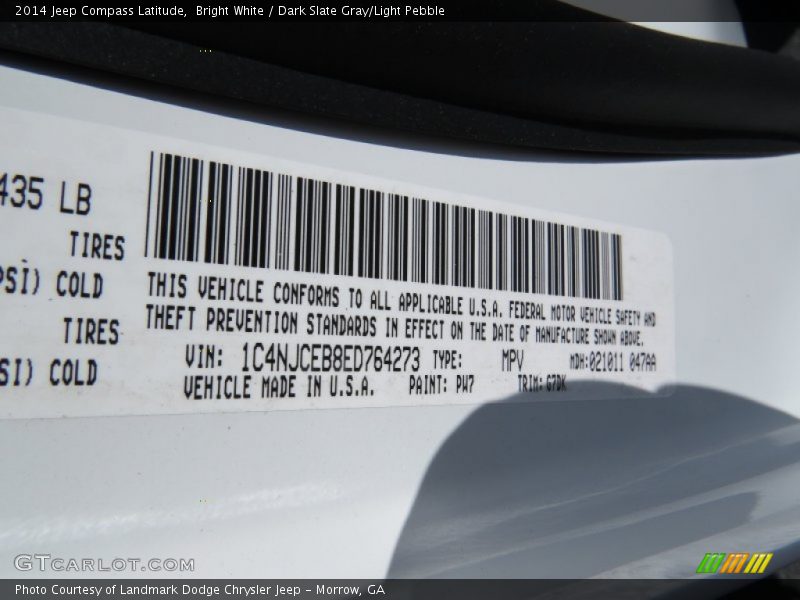 2014 Jeep Compass Latitude,  Bright White / Dark Slate Gray/Light Pebble
435 LB
TIRES
PSI) COLD
TIRES
SI) COLD
THIS VEHICLE CONFORMS TO ALL APPLICABLE U.S.A. FEDERAL MOTOR VEHICLE SAFETY AND
THEFT PREVENTION STANDARDS IN EFFECT ON THE DATE OF MANUFACTURE SHOWN ABOVE.
VIN: 1C4NJCEB8ED764273 TYPE: MPV MDH:021011 047AA
VEHICLE MADE IN U.S.A. PAINT: PW7 TRIM: G7DK
GTCARLOT.COM
Photo Courtesy of Landmark Dodge Chrysler Jeep - Morrow, GA